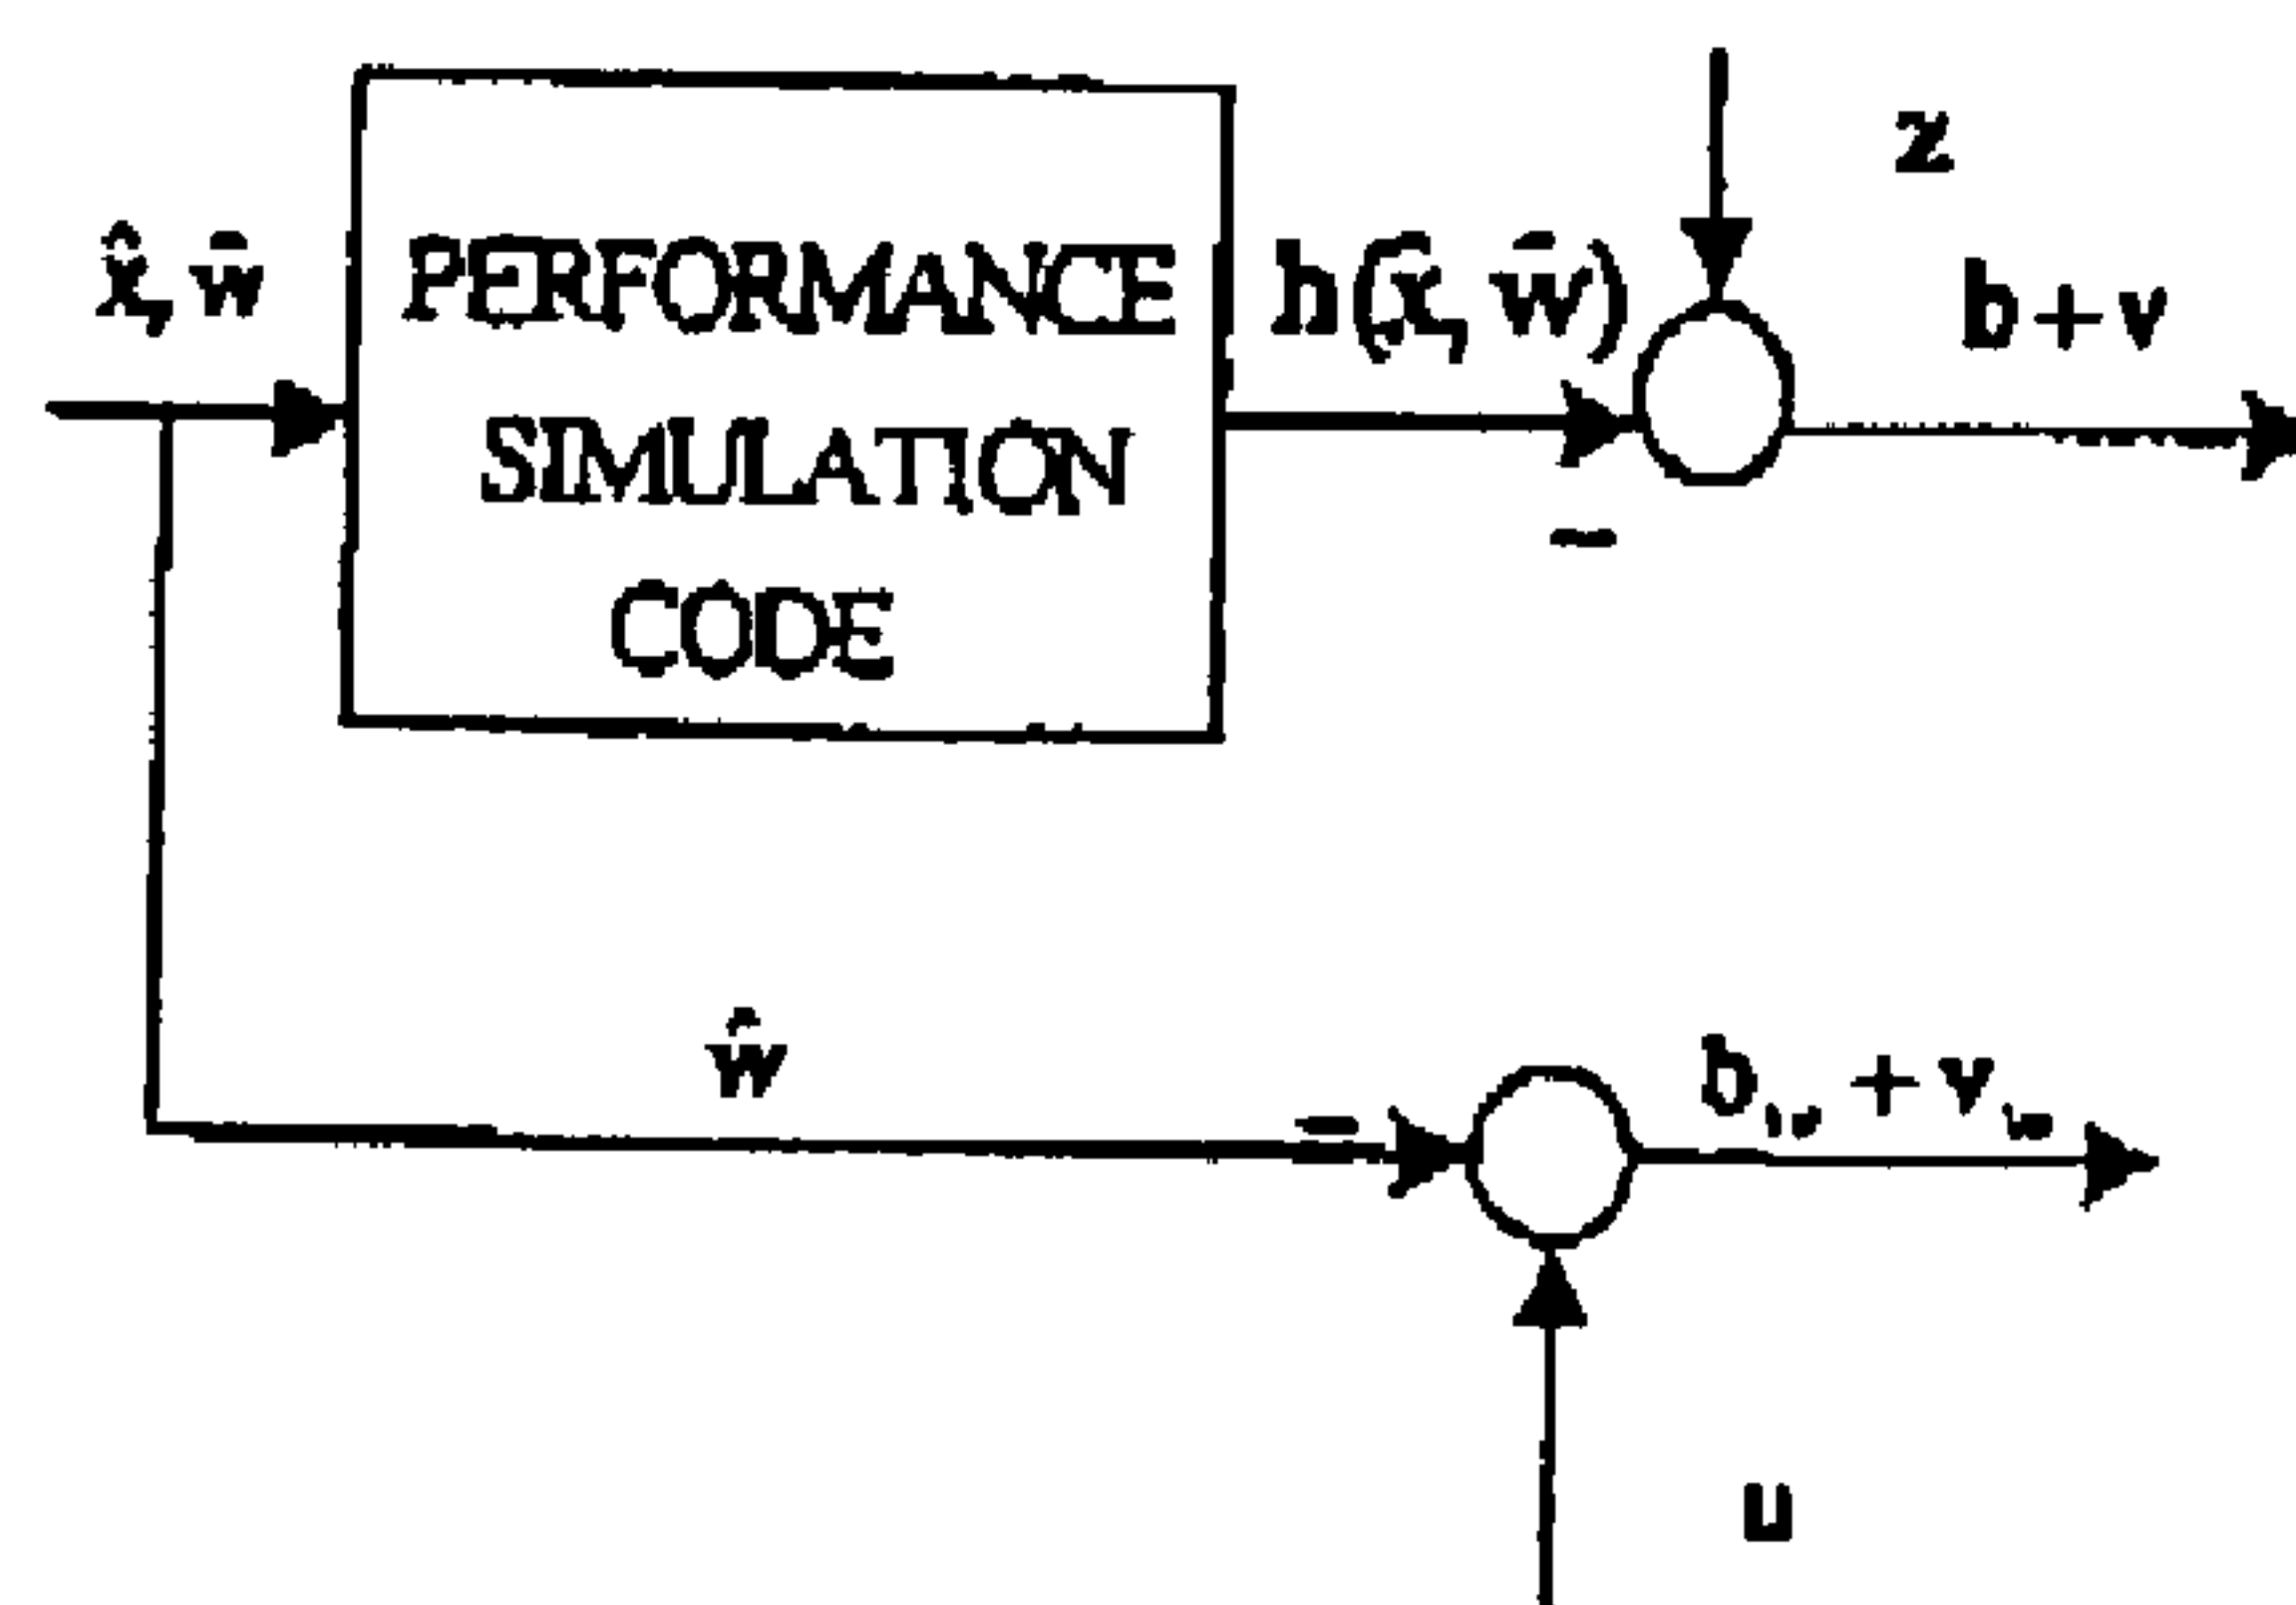 z
x̂, ŵ
PERFORMANCE
SIMULATION
CODE
h(x̂, ŵ)
b+v
−
ŵ
−
b_w + v_w
u